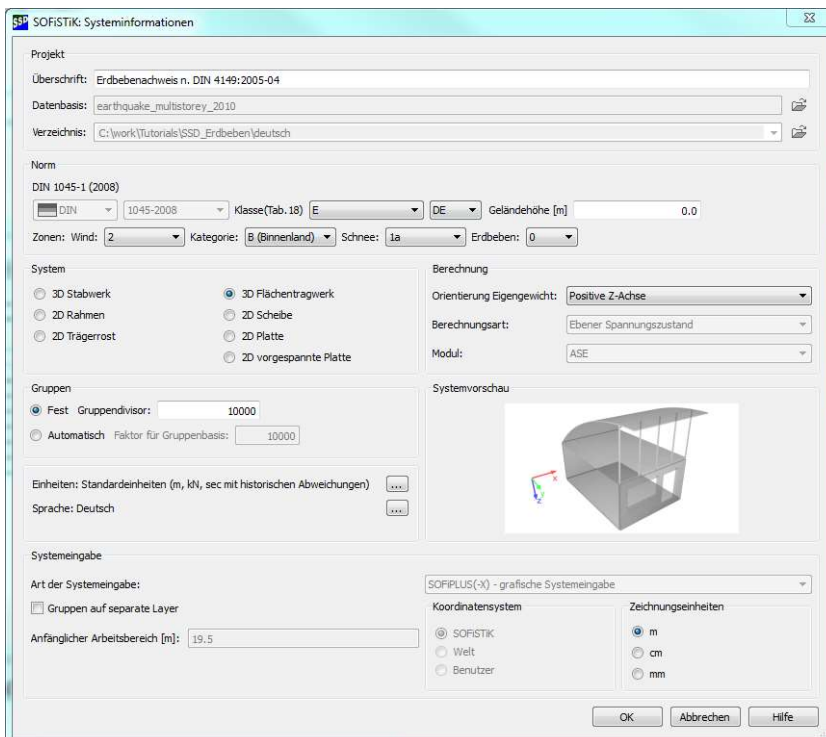 SOFiSTiK: Systeminformationen
Projekt
Überschrift: Erdbebenachweis n. DIN 4149:2005-04
Datenbasis: earthquake_multistorey_2010
Verzeichnis: C:\work\Tutorials\SSD_Erdbeben\deutsch
Norm
DIN 1045-1 (2008)
DIN 1045-2008 Klasse(Tab.18) E DE Geländehöhe [m] 0.0
Zonen: Wind: 2 Kategorie: B (Binnenland) Schnee: 1a Erdbeben: 0
System
3D Stabwerk 3D Flächentragwerk
2D Rahmen 2D Scheibe
2D Trägerrost 2D Platte
2D vorgespannte Platte
Berechnung
Orientierung Eigengewicht: Positive Z-Achse
Berechnungsart: Ebener Spannungszustand
Modul: ASE
Gruppen
Fest Gruppendivisor: 10000
Automatisch Faktor für Gruppenbasis: 10000
Systemvorschau
X
Y
Z
Einheiten: Standardeinheiten (m, kN, sec mit historischen Abweichungen) ...
Sprache: Deutsch ...
Systemeingabe
Art der Systemeingabe: SOFiPLUS(-X) - grafische Systemeingabe
Gruppen auf separate Layer
Anfänglicher Arbeitsbereich [m]: 19.5
Koordinatensystem
SOFiSTiK
Welt
Benutzer
Zeichnungseinheiten
m
cm
mm
OK Abbrechen Hilfe